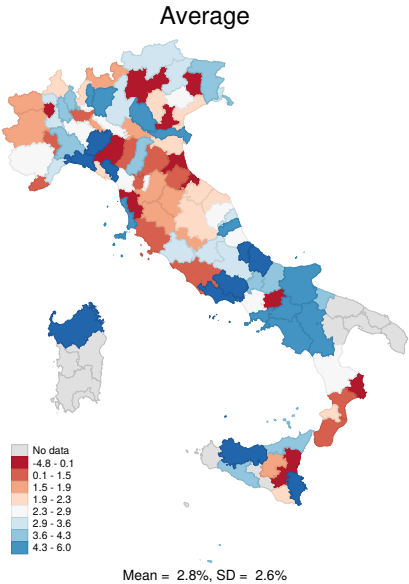 Average
No data
-4.8 - 0.1
0.1 - 1.5
1.5 - 1.9
1.9 - 2.3
2.3 - 2.9
2.9 - 3.6
3.6 - 4.3
4.3 - 6.0
Mean = 2.8%, SD = 2.6%